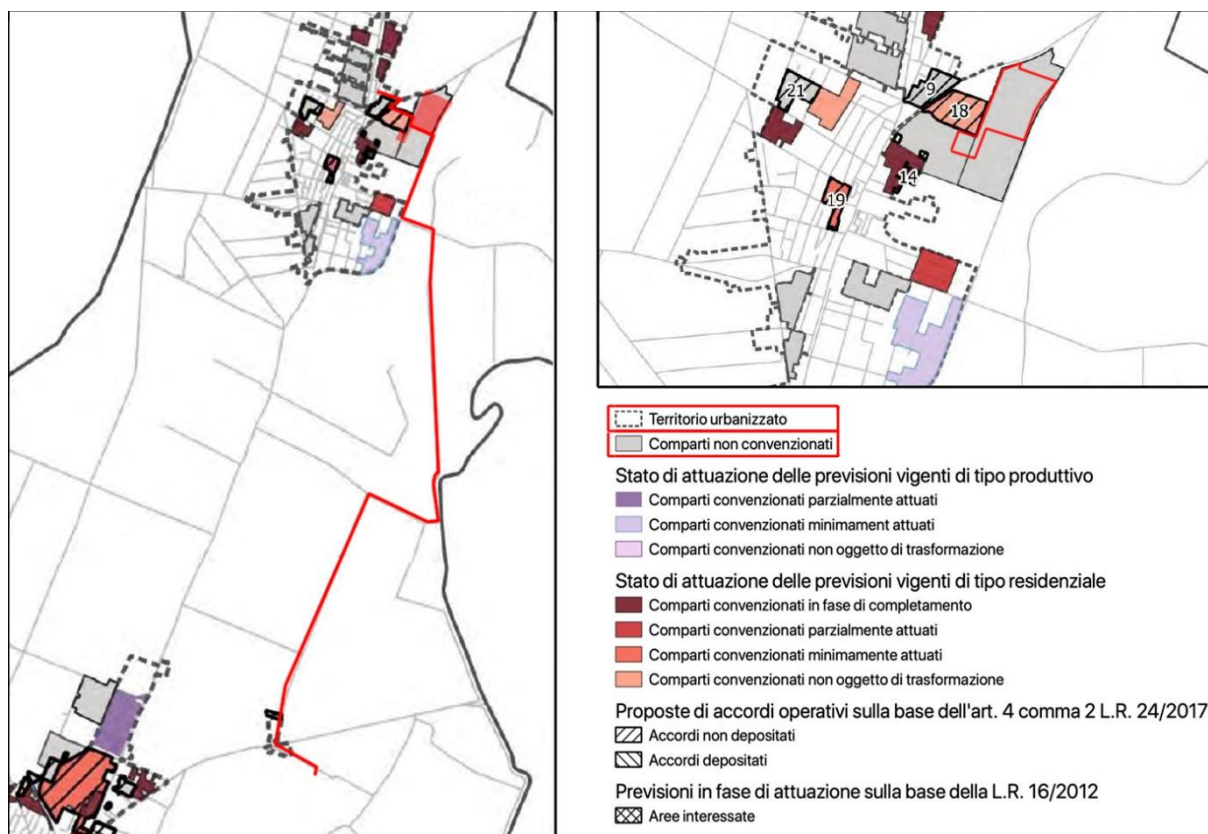 21
9
18
14
19
Territorio urbanizzato
Comparti non convenzionati
Stato di attuazione delle previsioni vigenti di tipo produttivo
Comparti convenzionati parzialmente attuati
Comparti convenzionati minimament attuati
Comparti convenzionati non oggetto di trasformazione
Stato di attuazione delle previsioni vigenti di tipo residenziale
Comparti convenzionati in fase di completamento
Comparti convenzionati parzialmente attuati
Comparti convenzionati minimamente attuati
Comparti convenzionati non oggetto di trasformazione
Proposte di accordi operativi sulla base dell'art. 4 comma 2 L.R. 24/2017
Accordi non depositati
Accordi depositati
Previsioni in fase di attuazione sulla base della L.R. 16/2012
Aree interessate